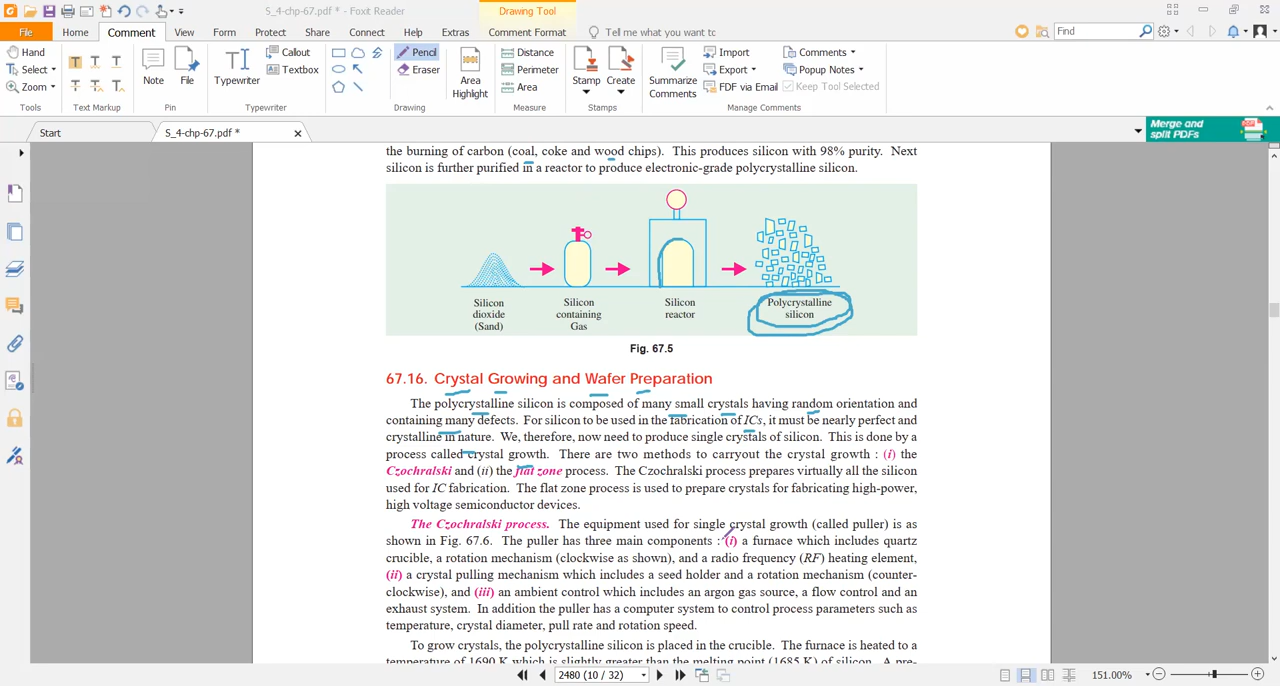 S_4-chp-67.pdf * - Foxit Reader
Drawing Tool
File Home Comment View Form Protect Share Connect Help Extras Comment Format Tell me what you want tc Find
Hand
Select
Zoom
Tools
Text Markup
Note
File
Pin
Typewriter
Callout
Textbox
Typewriter
Pencil
Eraser
Drawing
Area
Highlight
Distance
Perimeter
Area
Measure
Stamp
Create
Stamps
Summarize
Comments
Import
Export
FDF via Email
Comments
Popup Notes
Keep Tool Selected
Manage Comments
Start
S_4-chp-67.pdf *
Merge and
split PDFs
the burning of carbon (coal, coke and wood chips). This produces silicon with 98% purity. Next
silicon is further purified in a reactor to produce electronic-grade polycrystalline silicon.
Silicon
dioxide
(Sand)
Silicon
containing
Gas
Silicon
reactor
Polycrystalline
silicon
Fig. 67.5
67.16. Crystal Growing and Wafer Preparation
The polycrystalline silicon is composed of many small crystals having random orientation and
containing many defects. For silicon to be used in the fabrication of ICs, it must be nearly perfect and
crystalline in nature. We, therefore, now need to produce single crystals of silicon. This is done by a
process called crystal growth. There are two methods to carryout the crystal growth : (i) the
Czochralski and (ii) the flat zone process. The Czochralski process prepares virtually all the silicon
used for IC fabrication. The flat zone process is used to prepare crystals for fabricating high-power,
high voltage semiconductor devices.
The Czochralski process. The equipment used for single crystal growth (called puller) is as
shown in Fig. 67.6. The puller has three main components : (i) a furnace which includes quartz
crucible, a rotation mechanism (clockwise as shown), and a radio frequency (RF) heating element,
(ii) a crystal pulling mechanism which includes a seed holder and a rotation mechanism (counter-
clockwise), and (iii) an ambient control which includes an argon gas source, a flow control and an
exhaust system. In addition the puller has a computer system to control process parameters such as
temperature, crystal diameter, pull rate and rotation speed.
To grow crystals, the polycrystalline silicon is placed in the crucible. The furnace is heated to a
temperature of 1690 K which is slightly greater than the melting point (1685 K) of silicon. A pre-
2480 (10 / 32)
151.00%